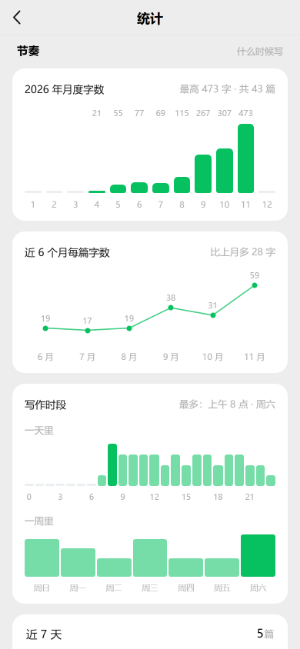 统计
节奏 什么时候写
2026 年月度字数 最高 473 字 · 共 43 篇
21 55 77 69 115 267 307 473
1 2 3 4 5 6 7 8 9 10 11 12
近 6 个月每篇字数 比上月多 28 字
19 17 19 38 31 59
6 月 7 月 8 月 9 月 10 月 11 月
写作时段 最多：上午 8 点 · 周六
一天里
0 3 6 9 12 15 18 21
一周里
周日 周一 周二 周三 周四 周五 周六
近 7 天 5篇